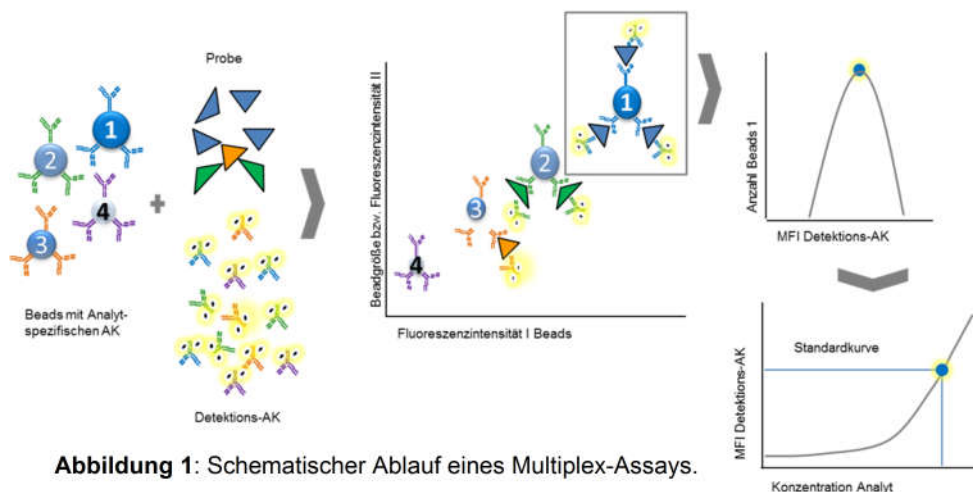 Probe
1
2
4
3
Beads mit Analyt-
spezifischen AK
Detektions-AK
Beadgröße bzw. Fluoreszenzintensität II
1
2
3
4
Fluoreszenzintensität I Beads
Anzahl Beads 1
MFI Detektions-AK
Standardkurve
MFI Detektions-AK
Konzentration Analyt
Abbildung 1: Schematischer Ablauf eines Multiplex-Assays.